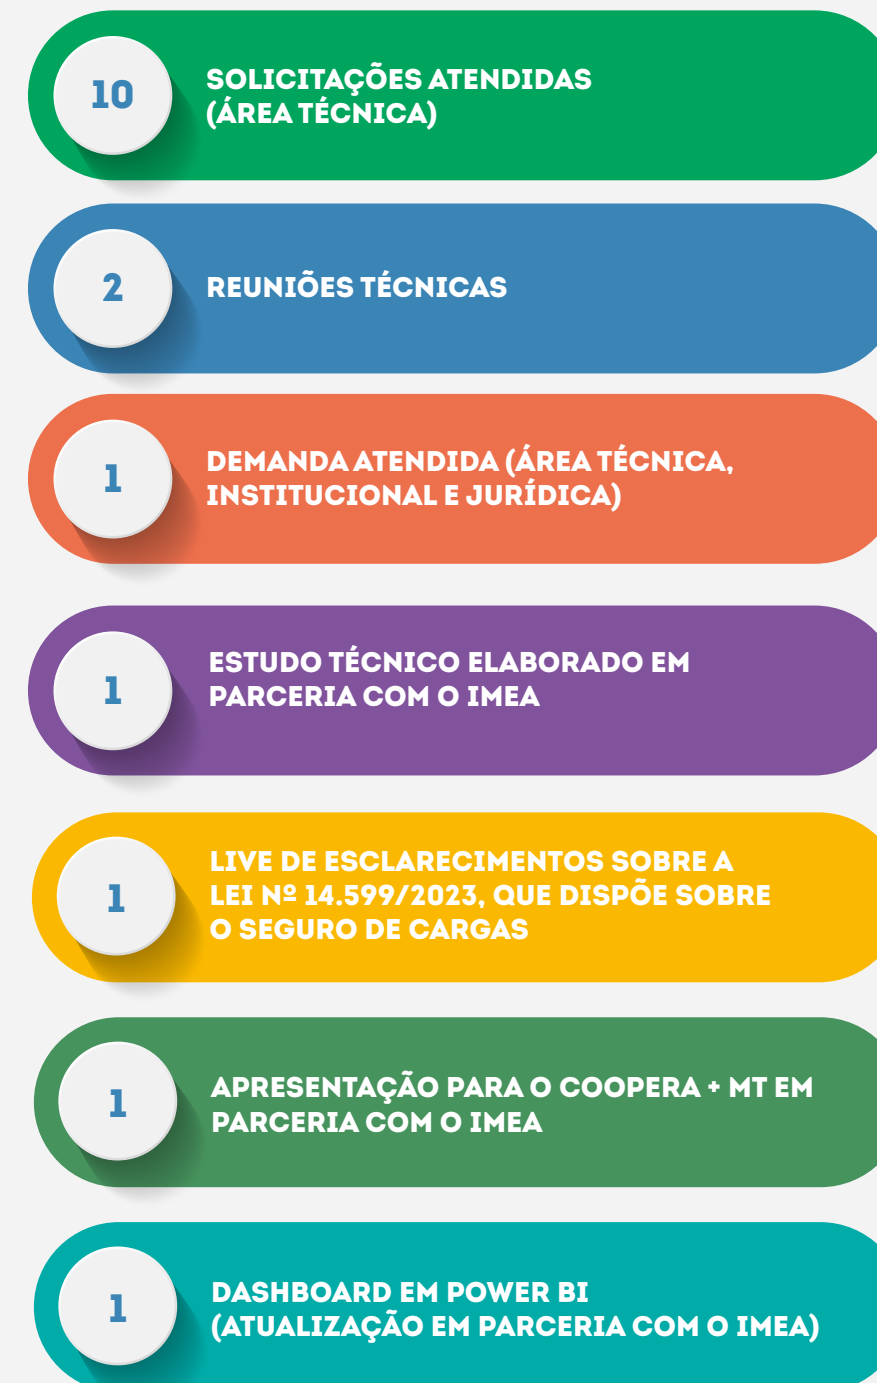 10
SOLICITAÇÕES ATENDIDAS
(ÁREA TÉCNICA)
2
REUNIÕES TÉCNICAS
1
DEMANDA ATENDIDA (ÁREA TÉCNICA,
INSTITUCIONAL E JURÍDICA)
1
ESTUDO TÉCNICO ELABORADO EM
PARCERIA COM O IMEA
1
LIVE DE ESCLARECIMENTOS SOBRE A
LEI Nº 14.599/2023, QUE DISPÕE SOBRE
O SEGURO DE CARGAS
1
APRESENTAÇÃO PARA O COOPERA + MT EM
PARCERIA COM O IMEA
1
DASHBOARD EM POWER BI
(ATUALIZAÇÃO EM PARCERIA COM O IMEA)